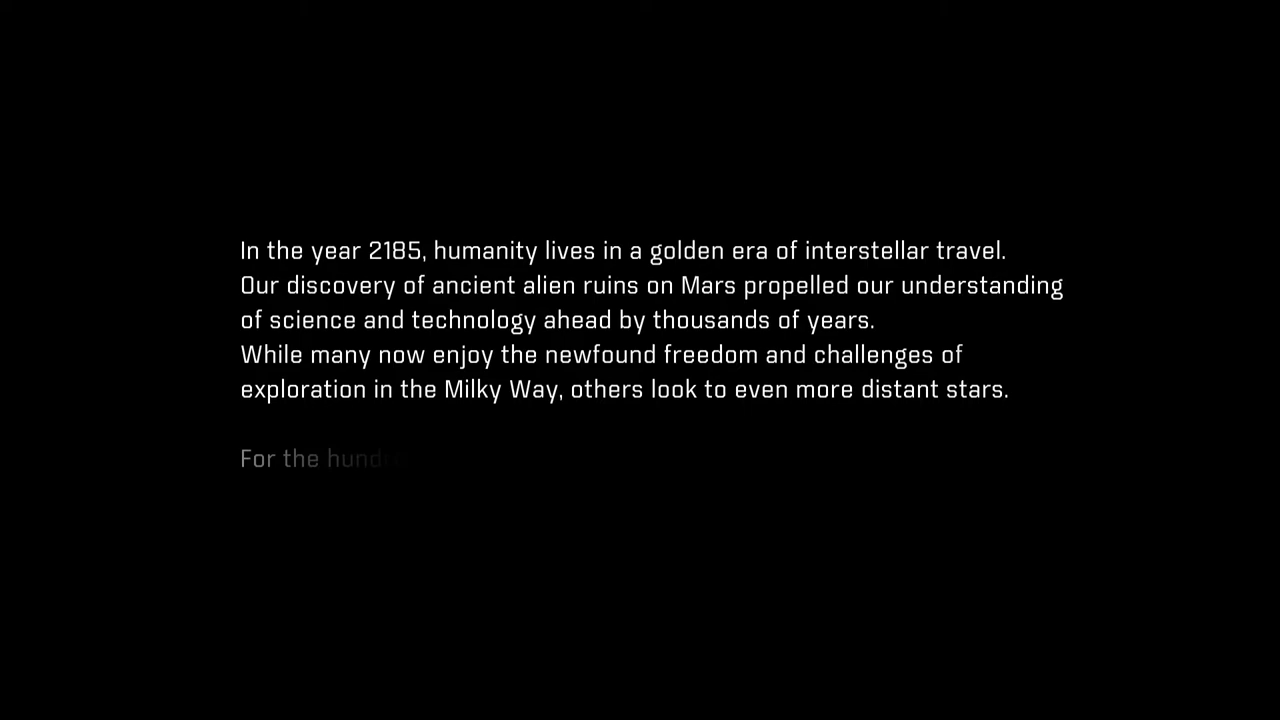 In the year 2185, humanity lives in a golden era of interstellar travel.
Our discovery of ancient alien ruins on Mars propelled our understanding
of science and technology ahead by thousands of years.
While many now enjoy the newfound freedom and challenges of
exploration in the Milky Way, others look to even more distant stars.
For the